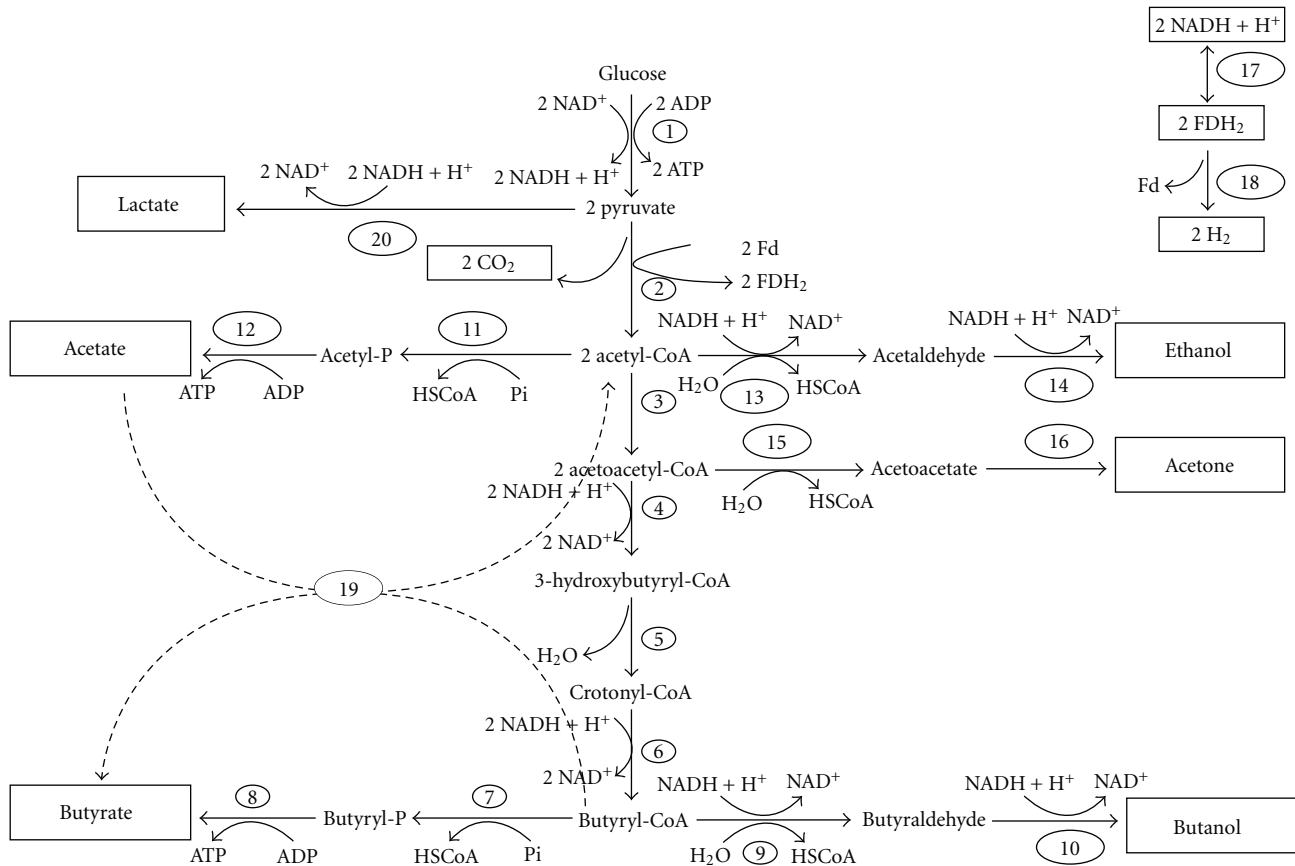 2 NADH + H⁺
17
2 FDH₂
Fd
18
2 H₂
Glucose
2 NAD⁺
2 ADP
1
2 NADH + H⁺
2 ATP
2 NAD⁺
2 NADH + H⁺
Lactate
2 pyruvate
20
2 CO₂
2 Fd
2 FDH₂
2
12
11
NADH + H⁺
NAD⁺
NADH + H⁺
NAD⁺
Acetate
Acetyl-P
2 acetyl-CoA
Acetaldehyde
Ethanol
ATP
ADP
HSCoA
Pi
H₂O
HSCoA
13
14
3
15
16
2 acetoacetyl-CoA
Acetoacetate
Acetone
2 NADH + H⁺
4
H₂O
HSCoA
2 NAD⁺
3-hydroxybutyryl-CoA
19
5
H₂O
Crotonyl-CoA
2 NADH + H⁺
6
2 NAD⁺
8
7
NADH + H⁺
NAD⁺
NADH + H⁺
NAD⁺
Butyrate
Butyryl-P
Butyryl-CoA
Butyraldehyde
Butanol
ATP
ADP
HSCoA
Pi
H₂O
9
HSCoA
10